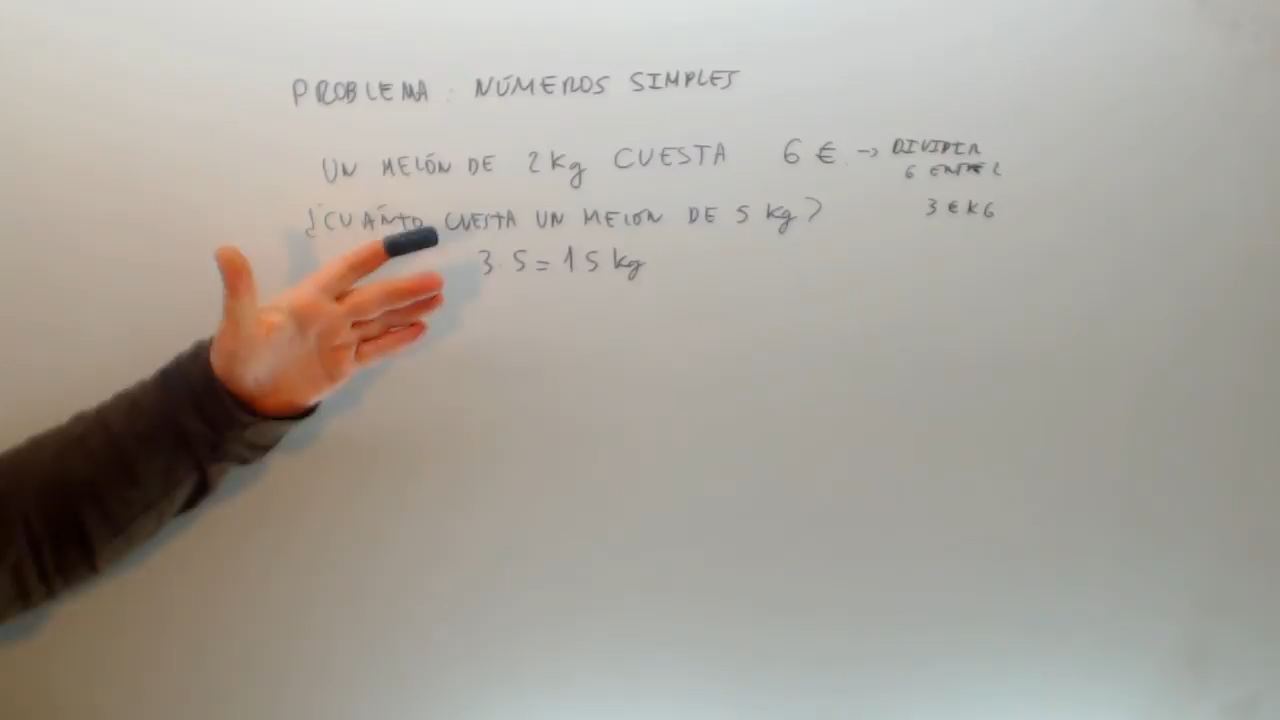 PROBLEMA: NÚMEROS SIMPLES
UN MELÓN DE 2 Kg CUESTA 6 € → DIVIDIR
6 ENTRE 2
¿CUÁNTO CUESTA UN MELON DE 5 Kg?
3 € KG
3·5=15 kg